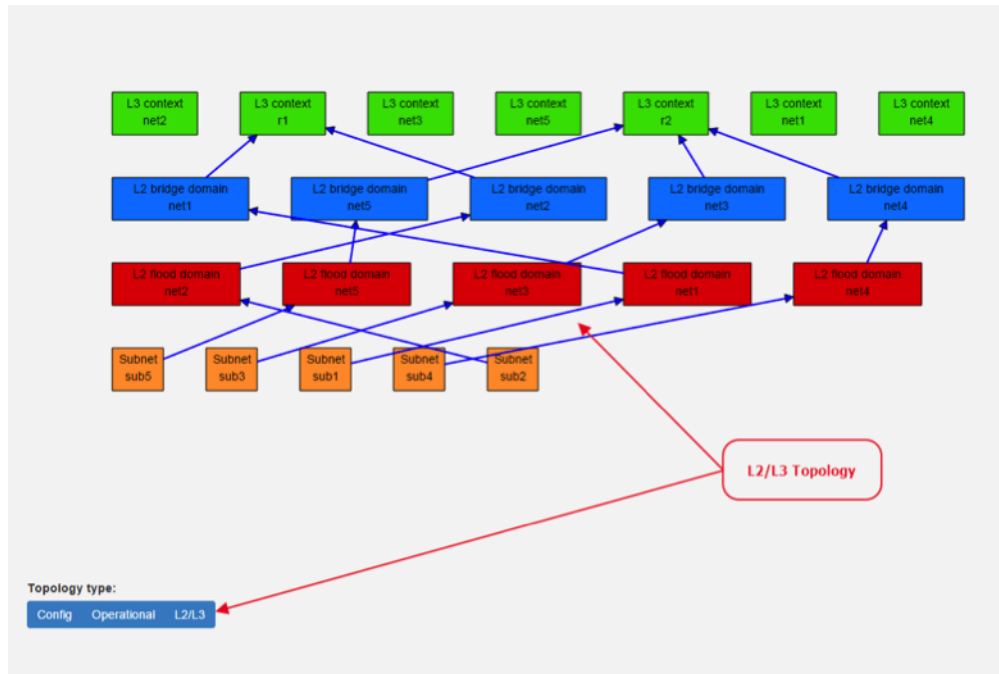 L3 context
net2
L3 context
r1
L3 context
net3
L3 context
net5
L3 context
r2
L3 context
net1
L3 context
net4
L2 bridge domain
net1
L2 bridge domain
net5
L2 bridge domain
net2
L2 bridge domain
net3
L2 bridge domain
net4
L2 flood domain
net2
L2 flood domain
net5
L2 flood domain
net3
L2 flood domain
net1
L2 flood domain
net4
Subnet
sub5
Subnet
sub3
Subnet
sub1
Subnet
sub4
Subnet
sub2
L2/L3 Topology
Topology type:
Config Operational L2/L3